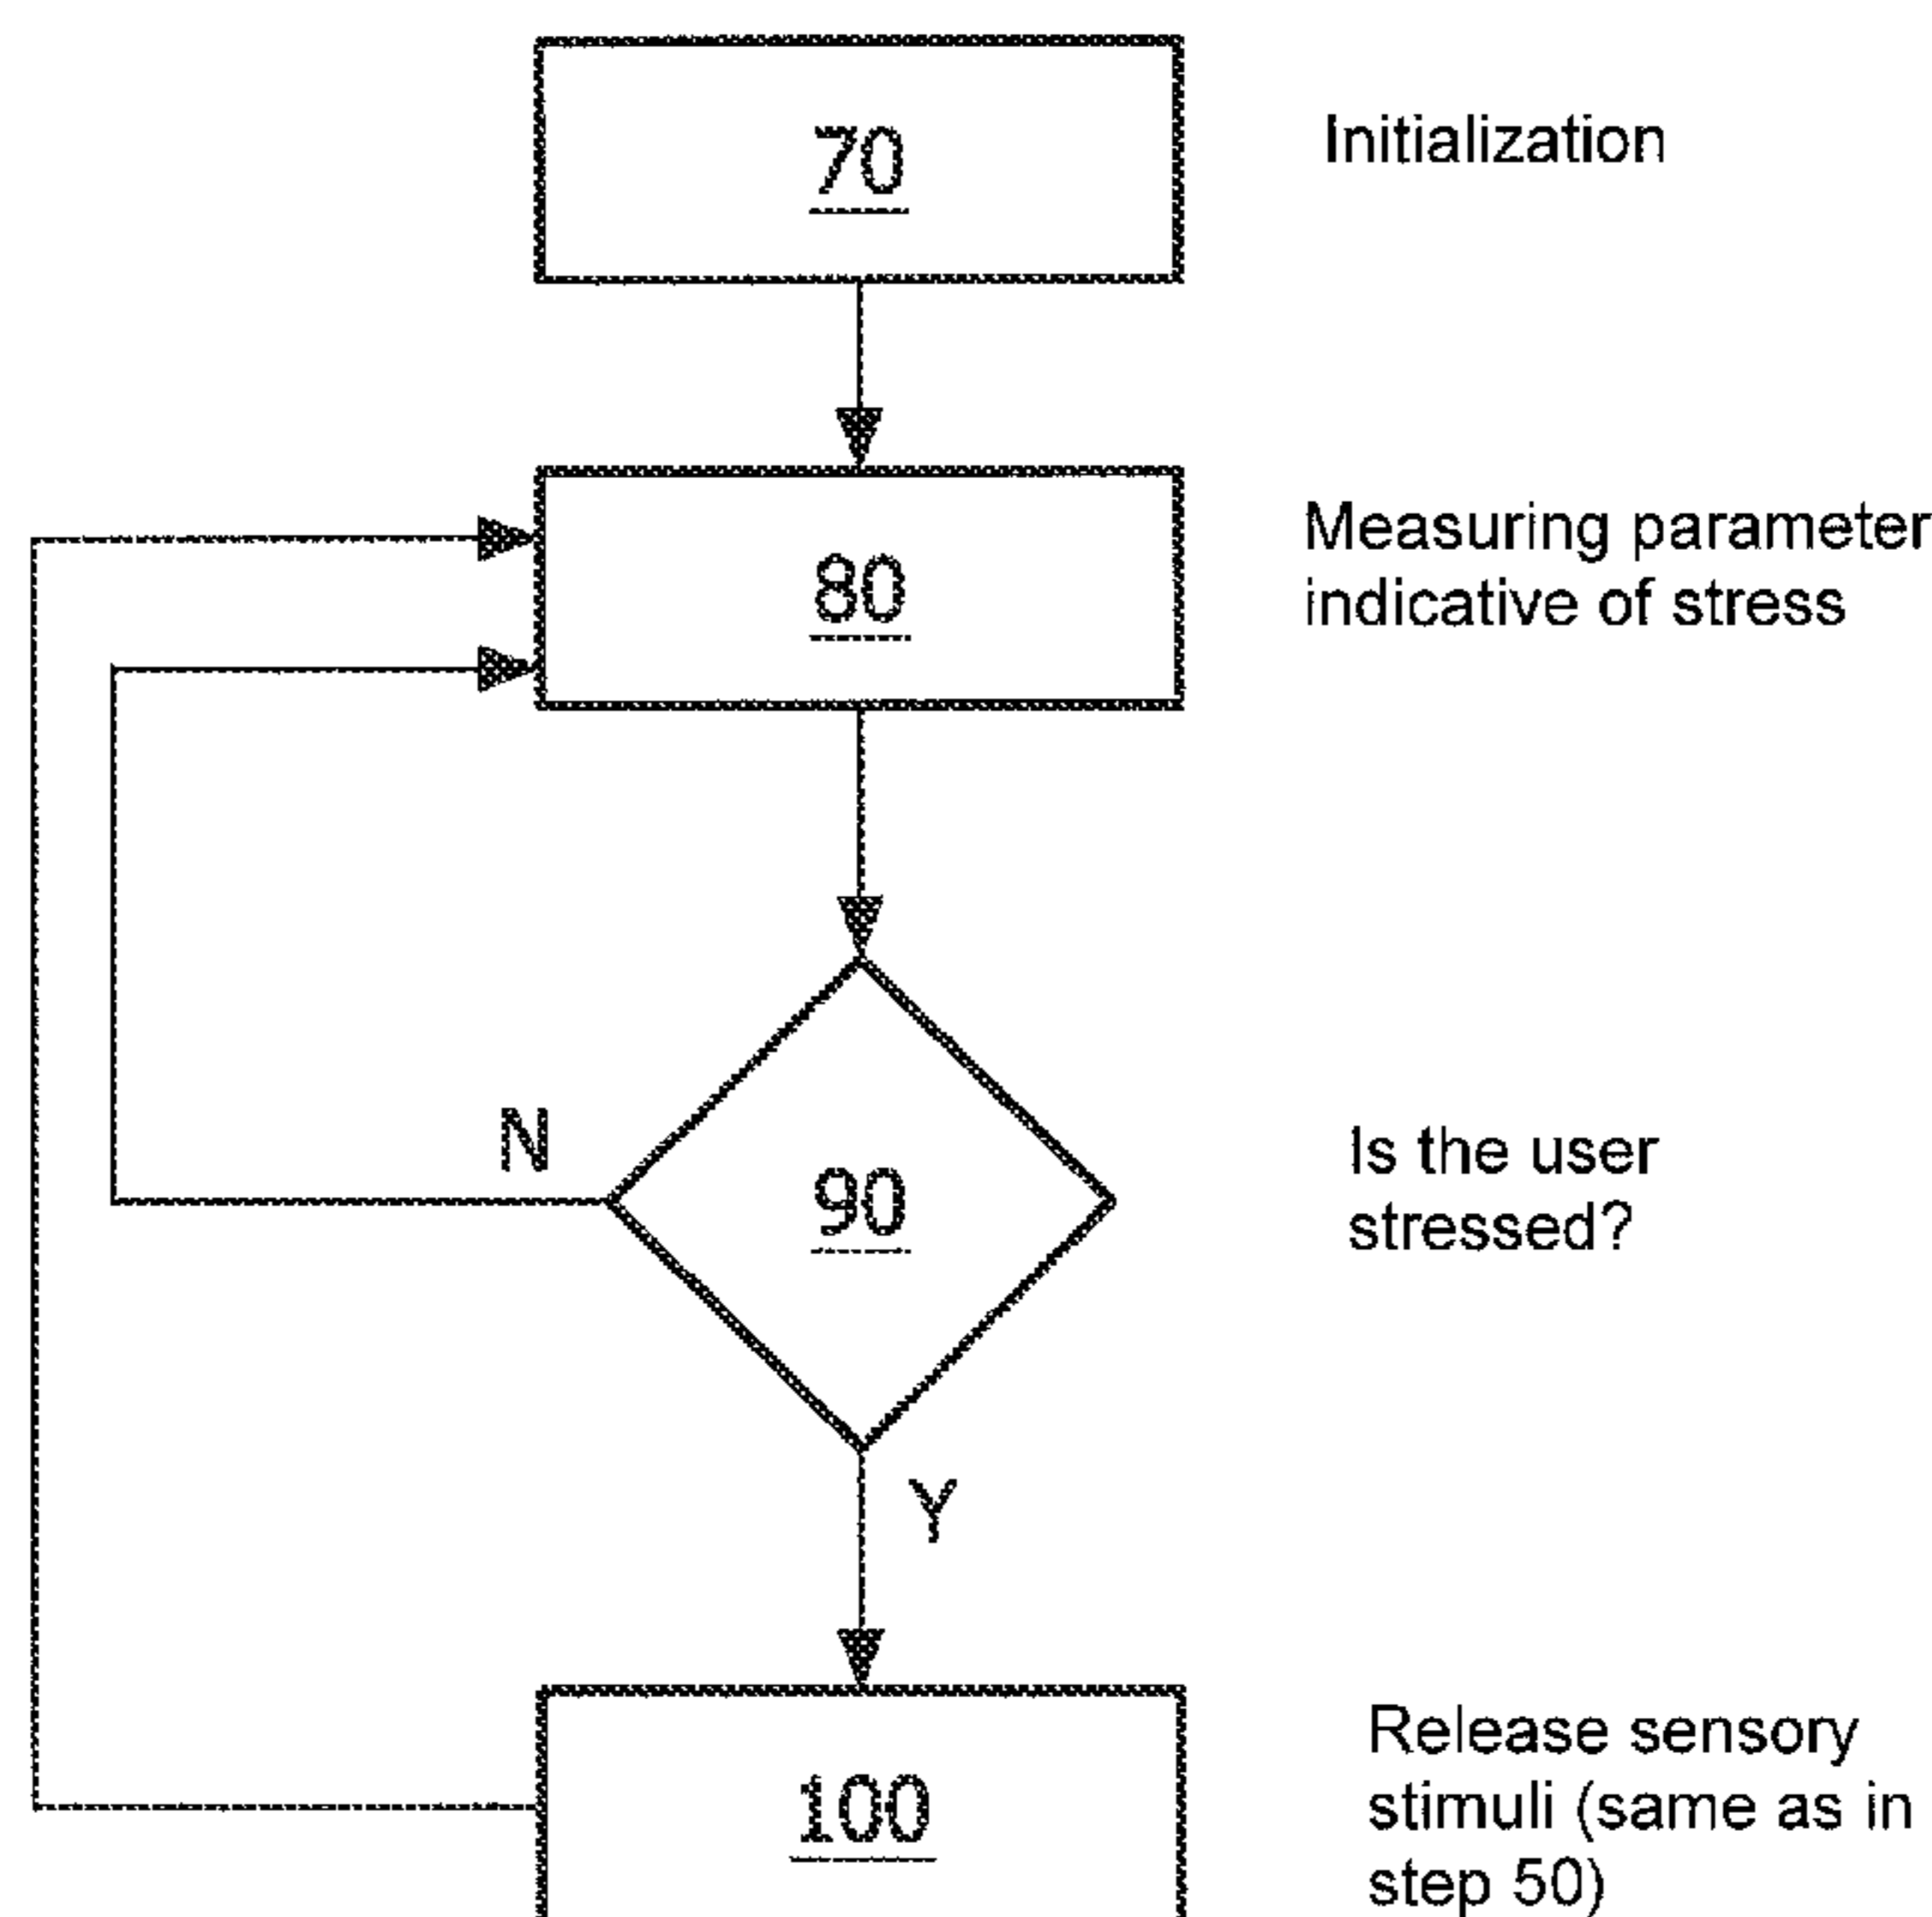 70
Initialization
80
Measuring parameter
indicative of stress
N
90
Is the user
stressed?
Y
100
Release sensory
stimuli (same as in
step 50)